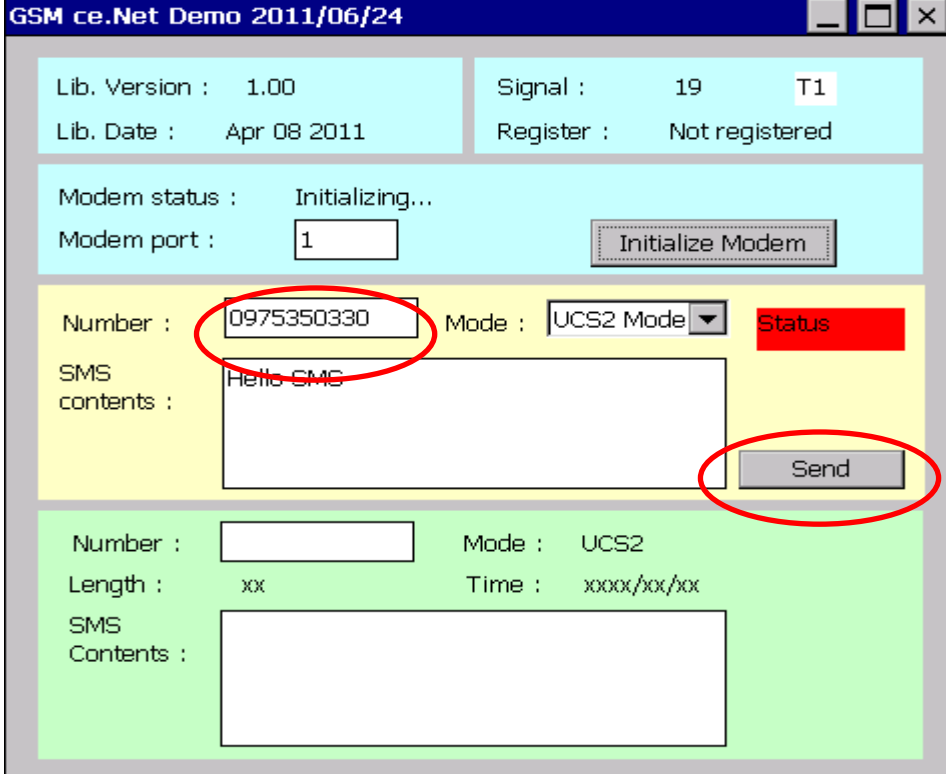 GSM ce.Net Demo 2011/06/24
Lib. Version : 1.00
Lib. Date : Apr 08 2011
Signal : 19 T1
Register : Not registered
Modem status : Initializing...
Modem port : 1 Initialize Modem
Number : 0975350330 Mode : UCS2 Mode Status
SMS contents : Hello SMS
Send
Number : Mode : UCS2
Length : xx Time : xxxx/xx/xx
SMS
Contents :